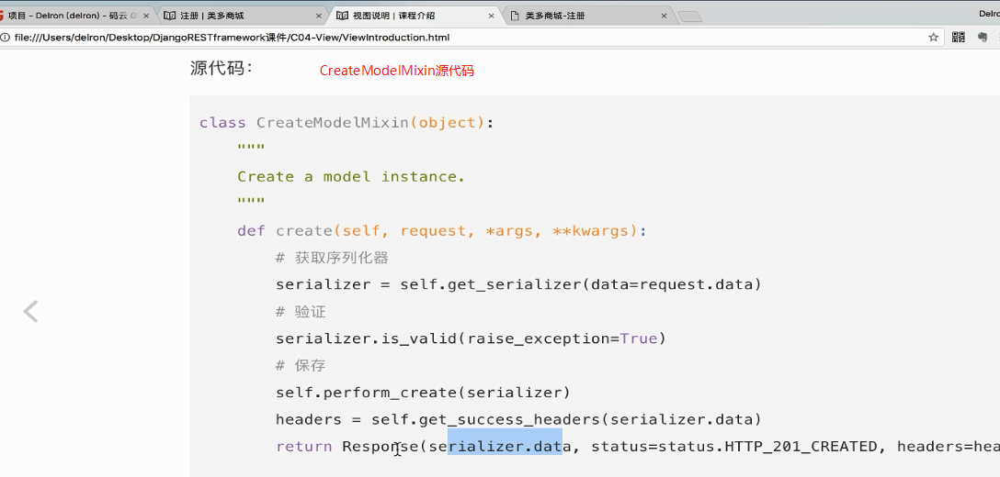 项目 - Delron (delron) - 码云 G
注册 | 美多商城
视图说明 | 课程介绍
美多商城-注册
Delro
file:///Users/delron/Desktop/DjangoRESTframework课件/C04-View/ViewIntroduction.html
源代码：
CreateModelMixin源代码
class CreateModelMixin(object):
"""
Create a model instance.
"""
def create(self, request, *args, **kwargs):
# 获取序列化器
serializer = self.get_serializer(data=request.data)
# 验证
serializer.is_valid(raise_exception=True)
# 保存
self.perform_create(serializer)
headers = self.get_success_headers(serializer.data)
return Response(serializer.data, status=status.HTTP_201_CREATED, headers=hea